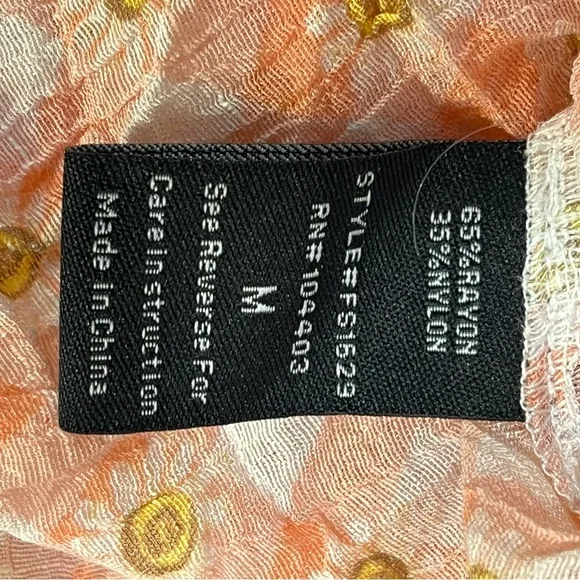 65%RAYON
35%NYLON
STYLE#FS1629
RN#104403
M
See Reverse For
Care Instruction
Made In China